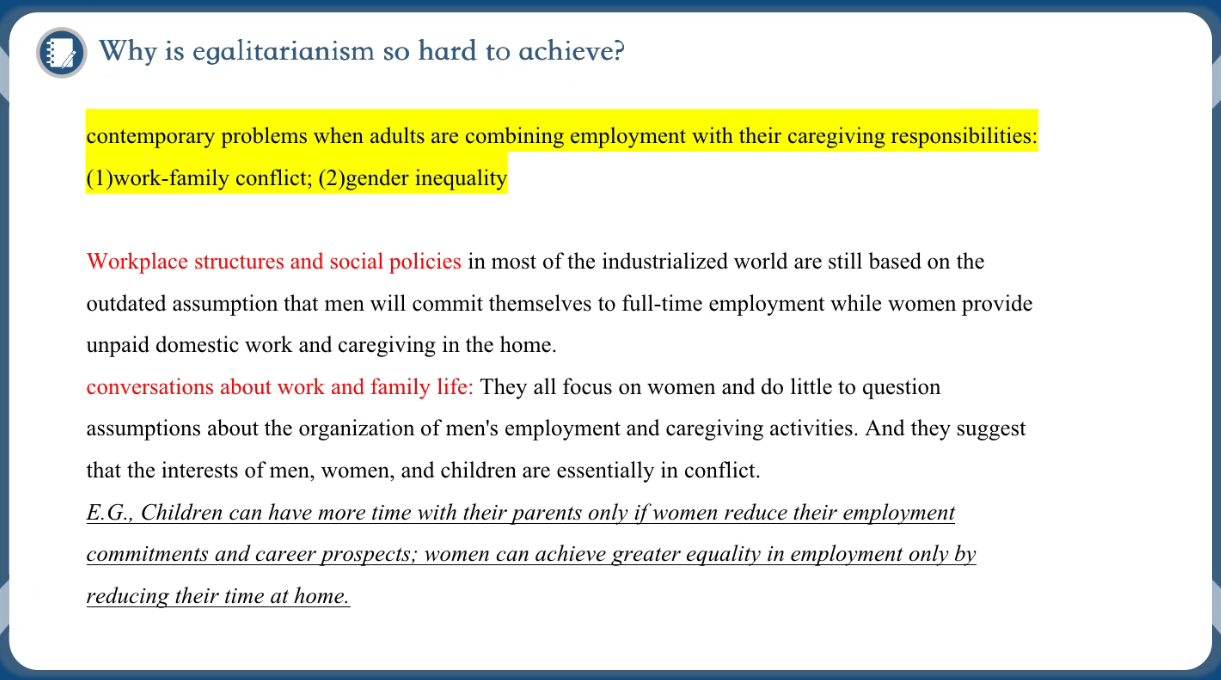 Why is egalitarianism so hard to achieve?
contemporary problems when adults are combining employment with their caregiving responsibilities:
(1)work-family conflict; (2)gender inequality
Workplace structures and social policies in most of the industrialized world are still based on the
outdated assumption that men will commit themselves to full-time employment while women provide
unpaid domestic work and caregiving in the home.
conversations about work and family life: They all focus on women and do little to question
assumptions about the organization of men's employment and caregiving activities. And they suggest
that the interests of men, women, and children are essentially in conflict.
E.G., Children can have more time with their parents only if women reduce their employment
commitments and career prospects; women can achieve greater equality in employment only by
reducing their time at home.